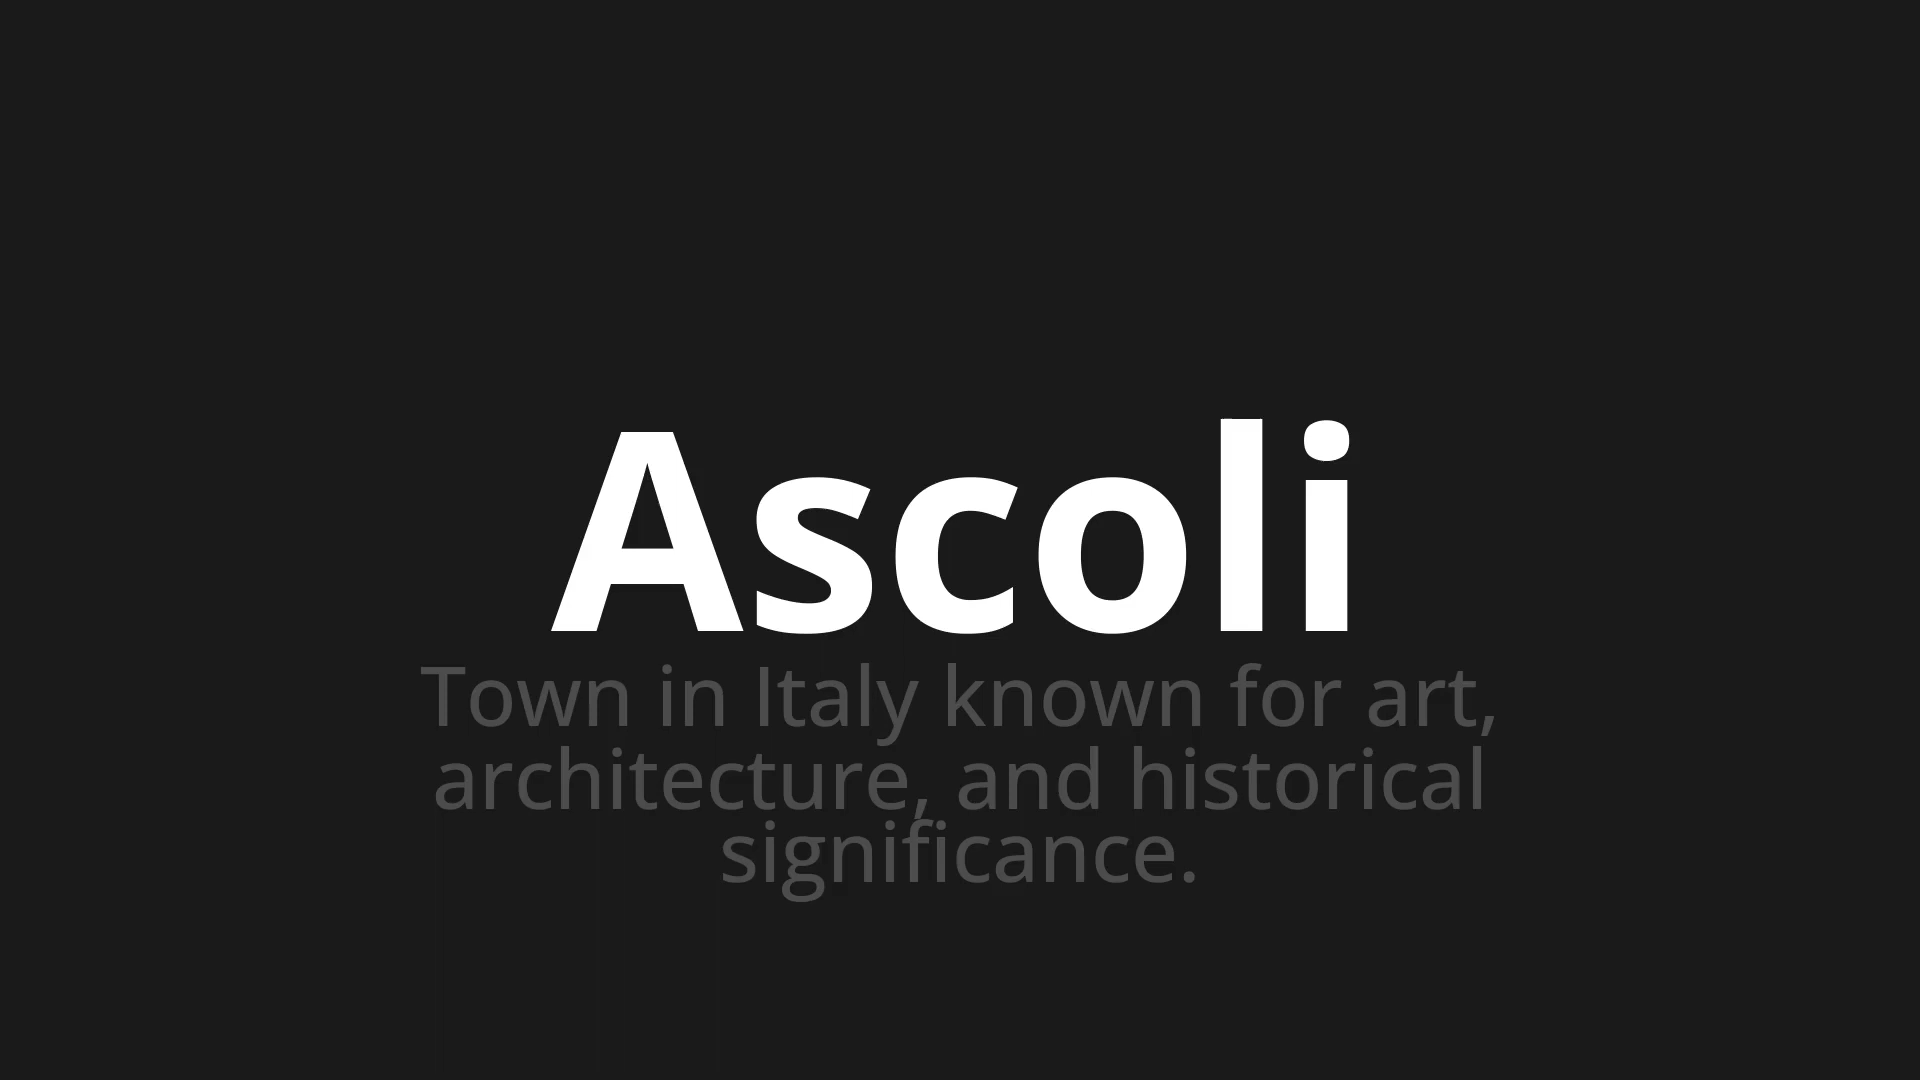 Ascoli
Town in Italy known for art,
architecture, and historical
significance.